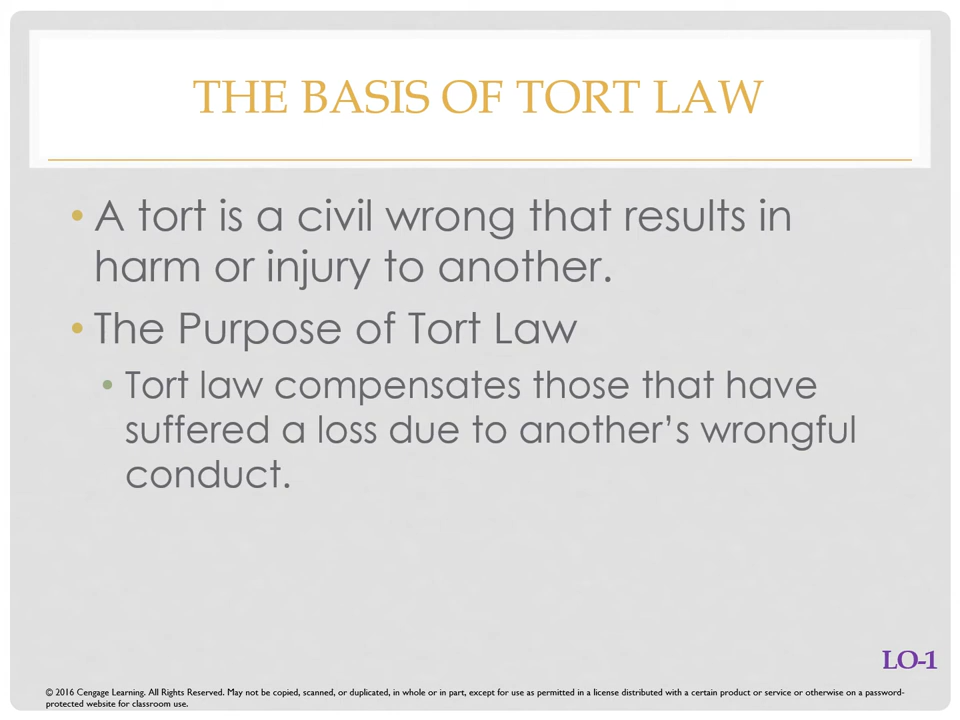 THE BASIS OF TORT LAW
• A tort is a civil wrong that results in
harm or injury to another.
• The Purpose of Tort Law
• Tort law compensates those that have
suffered a loss due to another’s wrongful
conduct.
LO-1
© 2016 Cengage Learning. All Rights Reserved. May not be copied, scanned, or duplicated, in whole or in part, except for use as permitted in a license distributed with a certain product or service or otherwise on a password-
protected website for classroom use.